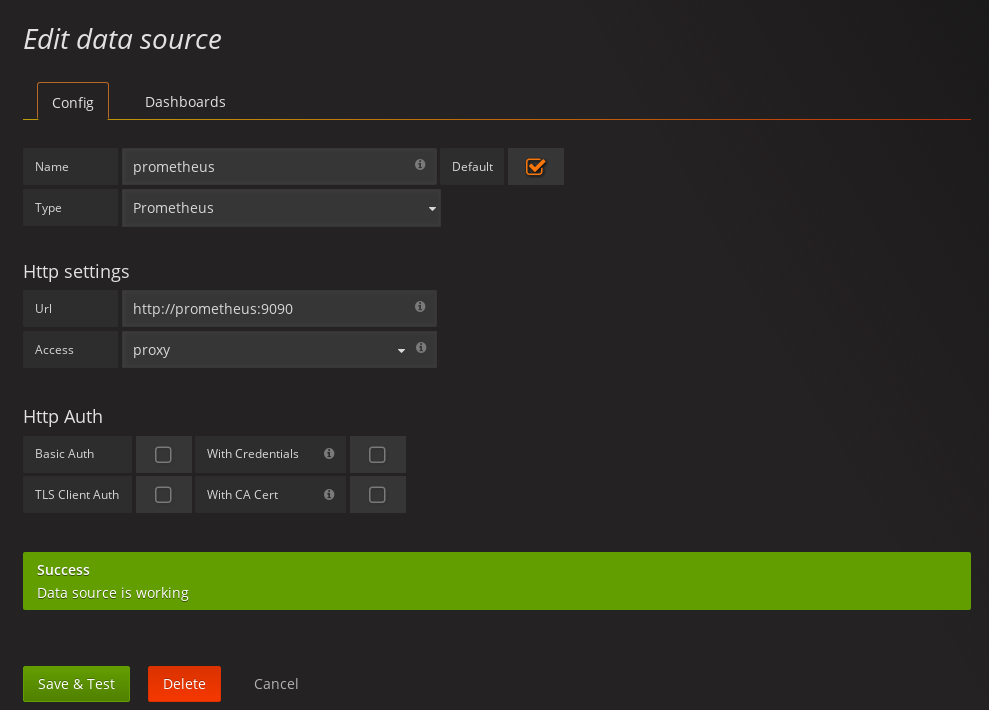 Edit data source
Config Dashboards
Name prometheus Default
Type Prometheus
Http settings
Url http://prometheus:9090
Access proxy
Http Auth
Basic Auth With Credentials
TLS Client Auth With CA Cert
Success
Data source is working
Save & Test Delete Cancel